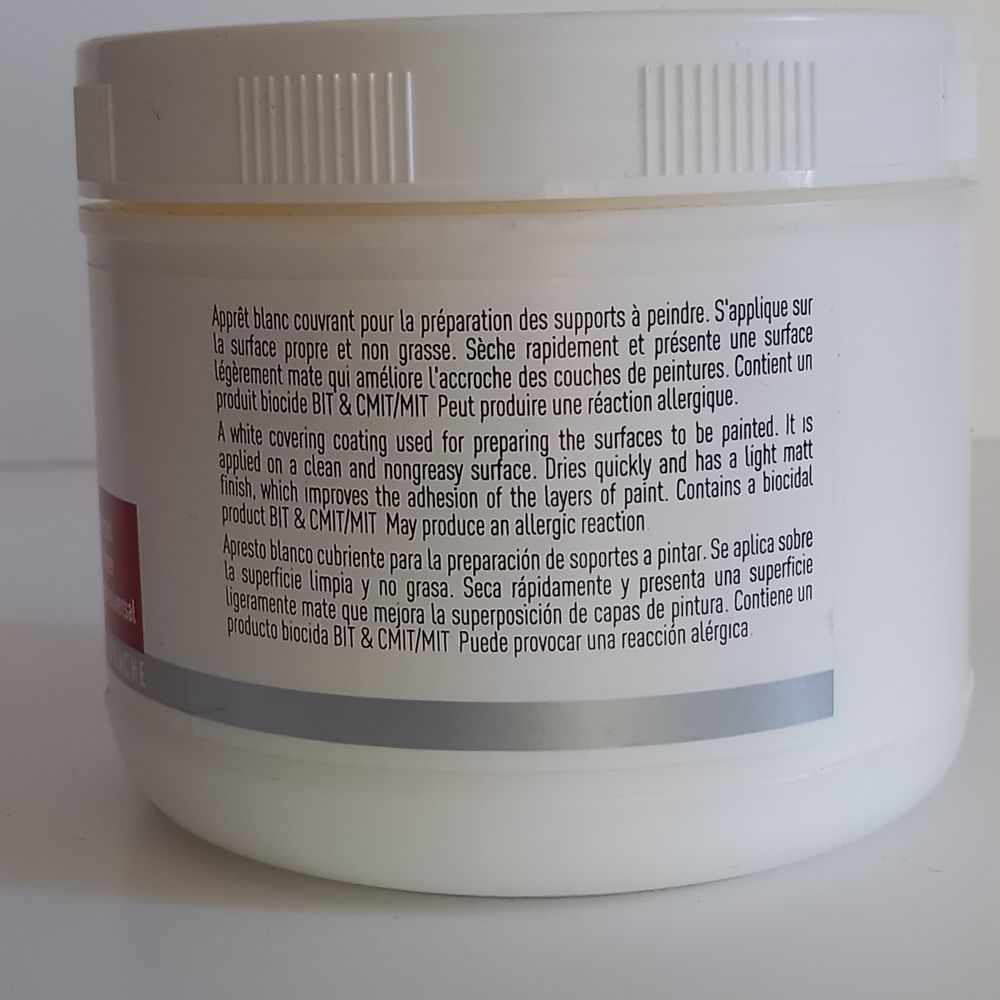 Apprêt blanc couvrant pour la préparation des supports à peindre. S'applique sur
la surface propre et non grasse. Sèche rapidement et présente une surface
légèrement mate qui améliore l'accroche des couches de peintures. Contient un
produit biocide BIT & CMIT/MIT Peut produire une réaction allergique.
A white covering coating used for preparing the surfaces to be painted. It is
applied on a clean and nongreasy surface. Dries quickly and has a light matt
finish, which improves the adhesion of the layers of paint. Contains a biocidal
product BIT & CMIT/MIT May produce an allergic reaction.
Apresto blanco cubriente para la preparación de soportes a pintar. Se aplica sobre
la superficie limpia y no grasa. Seca rápidamente y presenta una superficie
ligeramente mate que mejora la superposición de capas de pintura. Contiene un
producto biocida BIT & CMIT/MIT Puede provocar una reacción alérgica.